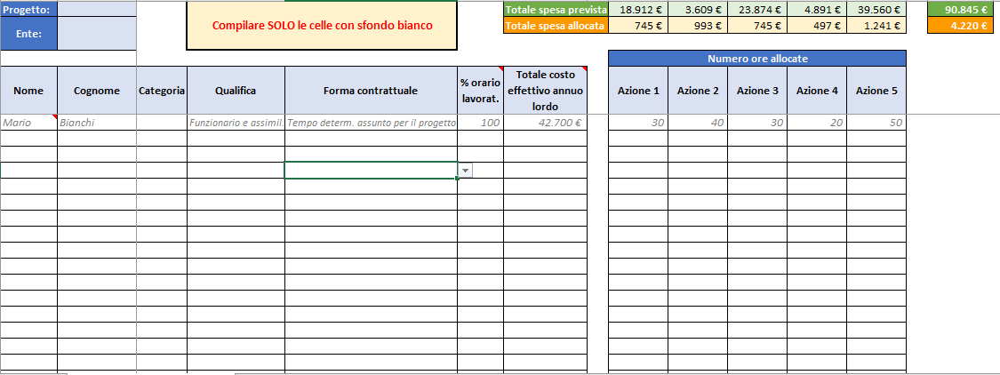 Progetto:
Ente:
Compilare SOLO le celle con sfondo bianco
Totale spesa prevista 18.912 € 3.609 € 23.874 € 4.891 € 39.560 € 90.845 €
Totale spesa allocata 745 € 993 € 745 € 497 € 1.241 € 4.220 €
Numero ore allocate
Nome Cognome Categoria Qualifica Forma contrattuale % orario lavorat. Totale costo effettivo annuo lordo Azione 1 Azione 2 Azione 3 Azione 4 Azione 5
Mario Bianchi Funzionario e assimil. Tempo determ. assunto per il progetto 100 42.700 € 30 40 30 20 50